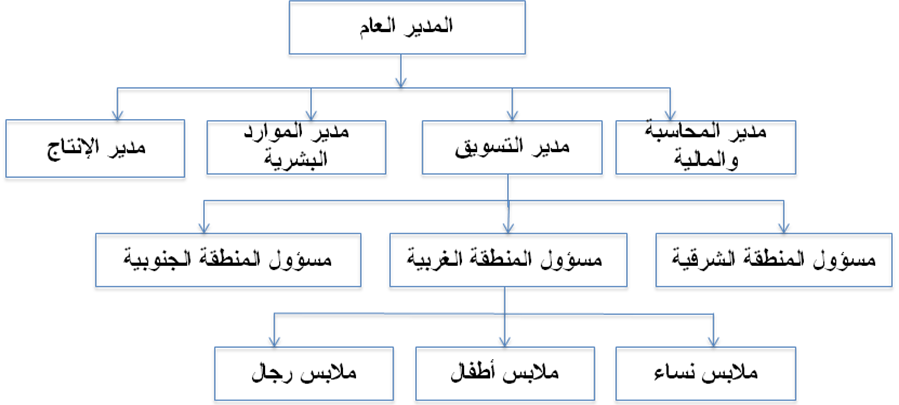 المدير العام
مدير المحاسبة
والمالية
مدير التسويق
مدير الموارد
البشرية
مدير الإنتاج
مسؤول المنطقة الشرقية
مسؤول المنطقة الغربية
مسؤول المنطقة الجنوبية
ملابس نساء
ملابس أطفال
ملابس رجال